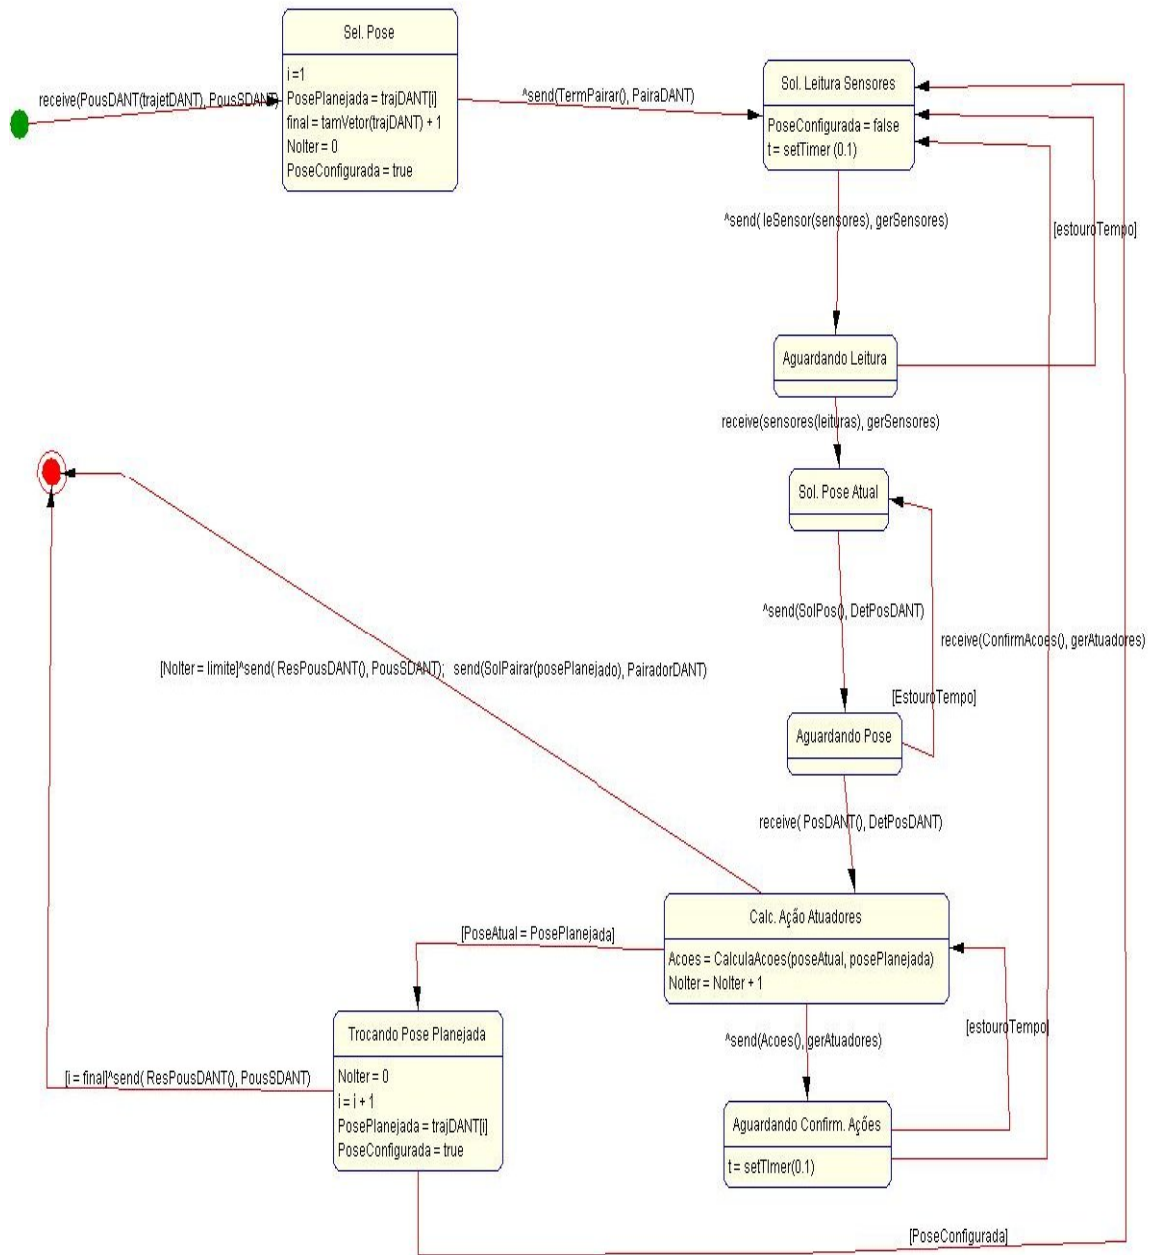 Sel. Pose
i =1
PosePlanejada = trajDANT[i]
final = tamVetor(trajDANT) + 1
NoIter = 0
PoseConfigurada = true
receive(PousDANT(trajetDANT), PousSDANT)
^send(TermPairar(), PairaDANT)
Sol. Leitura Sensores
PoseConfigurada = false
t = setTimer (0.1)
^send( leSensor(sensores), gerSensores)
[estouroTempo]
Aguardando Leitura
receive(sensores(leituras), gerSensores)
Sol. Pose Atual
^send(SolPos(), DetPosDANT)
receive(ConfirmAcoes(), gerAtuadores)
[NoIter = limite]^send( ResPousDANT(), PousSDANT);  send(SolPairar(posePlanejado), PairadorDANT)
[EstouroTempo]
Aguardando Pose
receive( PosDANT(), DetPosDANT)
Calc. Ação Atuadores
Acoes = CalculaAcoes(poseAtual, posePlanejada)
NoIter = NoIter + 1
[PoseAtual = PosePlanejada]
^send(Acoes(), gerAtuadores)
[estouroTempo]
Trocando Pose Planejada
NoIter = 0
i = i + 1
PosePlanejada = trajDANT[i]
PoseConfigurada = true
[i = final]^send( ResPousDANT(), PousSDANT)
Aguardando Confirm. Ações
t = setTImer(0.1)
[PoseConfigurada]